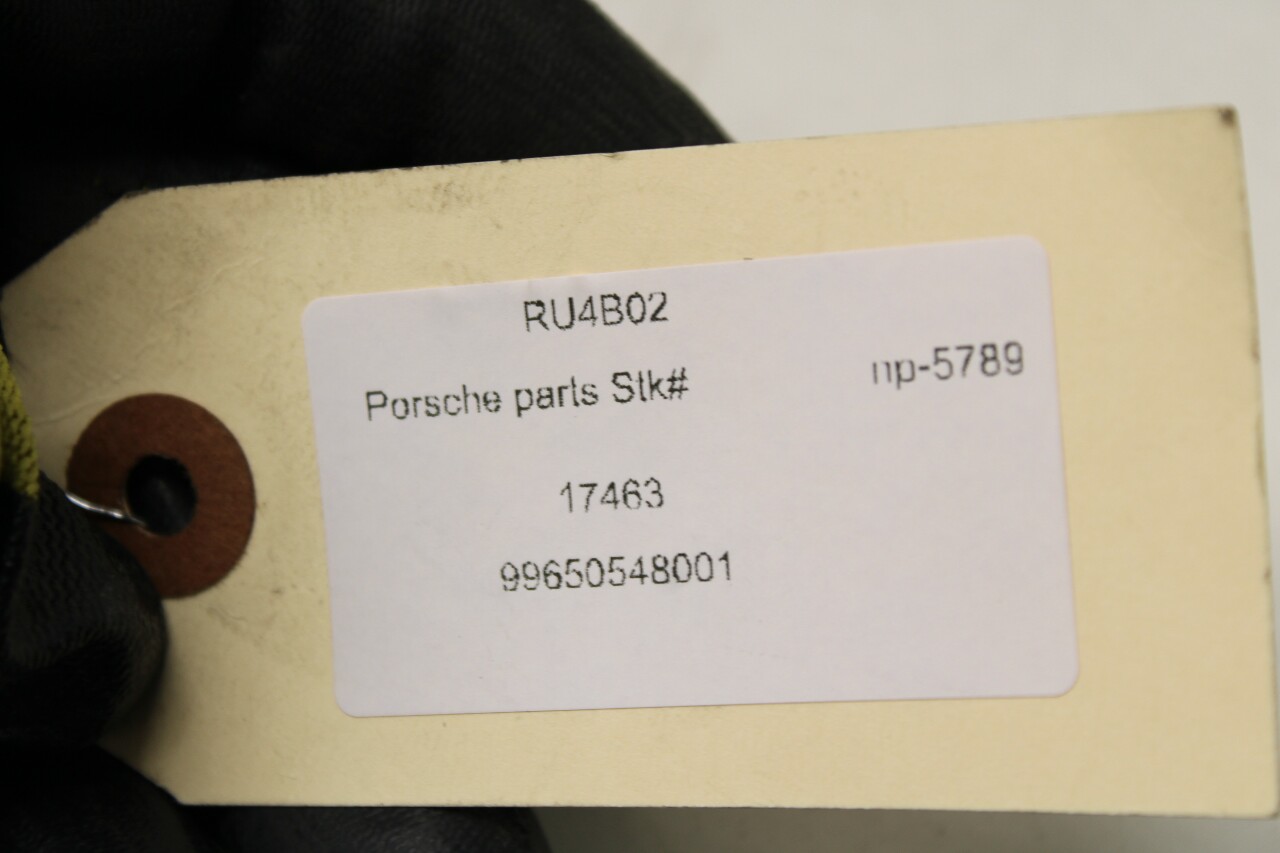 RU4B02
Porsche parts Stk# np-5789
17463
99650548001